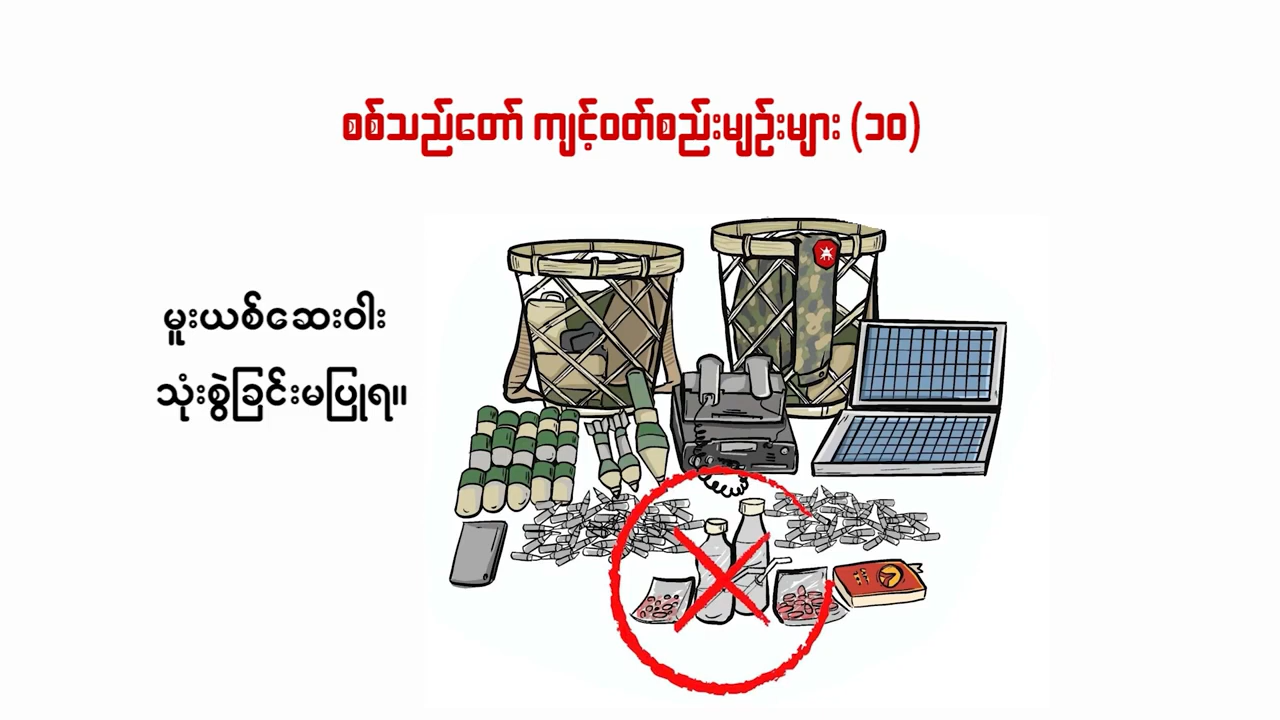 စစ်သည်တော် ကျင့်ဝတ်စည်းမျဉ်းများ (၁၀)
မူးယစ်ဆေးဝါး
သုံးစွဲခြင်းမပြုရ။